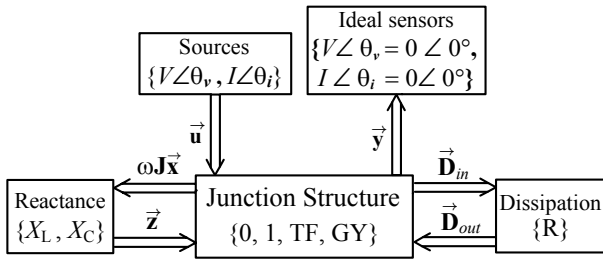 Sources
{V∠θv , I∠θi}
Ideal sensors
{V∠ θv = 0 ∠ 0°,
I ∠ θi = 0∠ 0°}
u⃗
y⃗
ωJx⃗
D⃗in
Reactance
{XL , XC}
z⃗
Junction Structure
{0, 1, TF, GY}
D⃗out
Dissipation
{R}